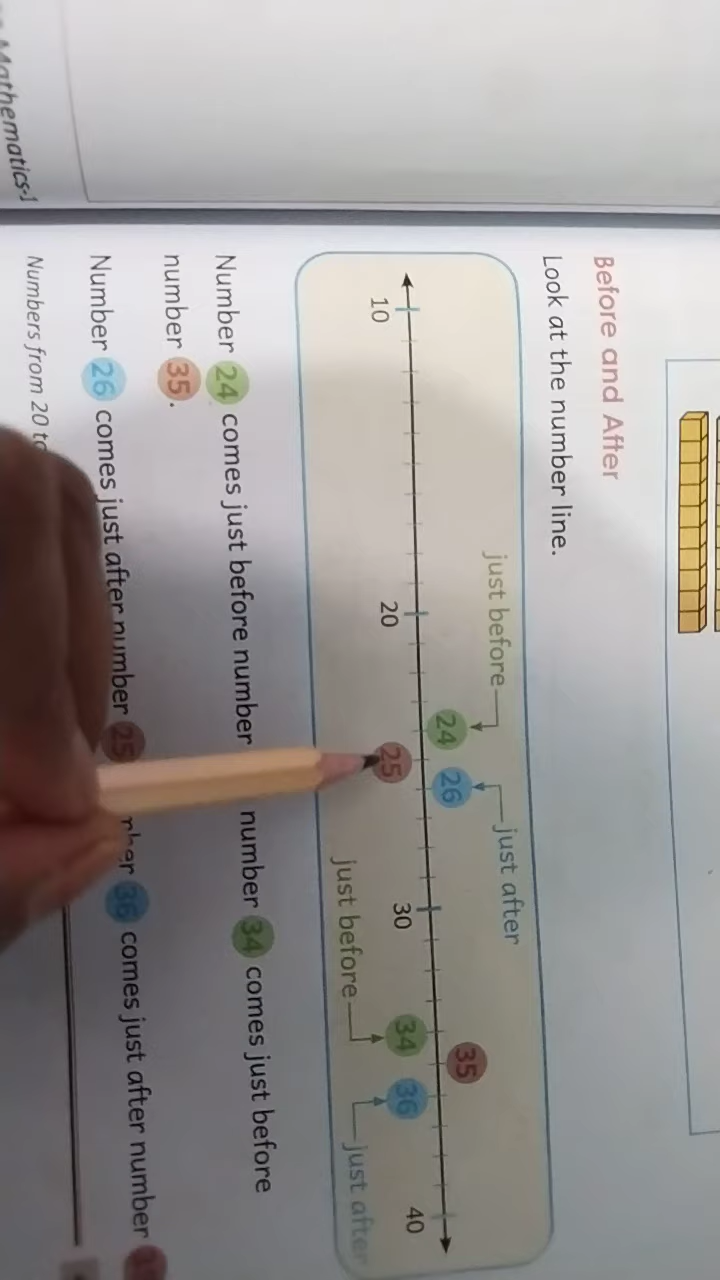 Before and After
Look at the number line.
just before
just after
24 26 35
10 20 30 40
25 34 36
just before
just after
Number 24 comes just before number number 34 comes just before
number 35.
Number 26 comes just after number 25 36 comes just after number
Numbers from 20
Mathematics-1